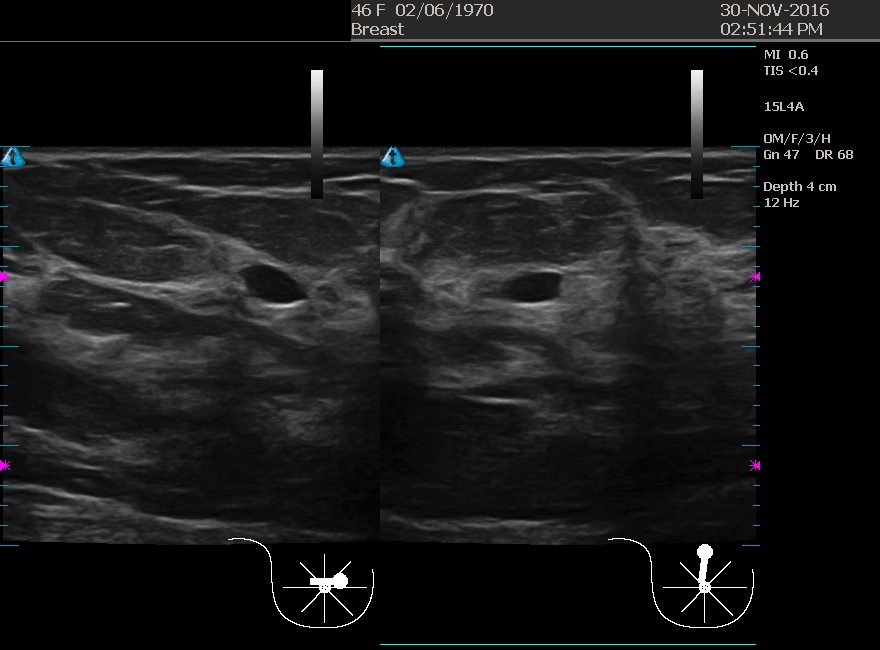 46 F 02/06/1970 30-NOV-2016
Breast 02:51:44 PM
MI 0.6
TIS <0.4
15L4A
OM/F/3/H
Gn 47 DR 68
Depth 4 cm
12 Hz